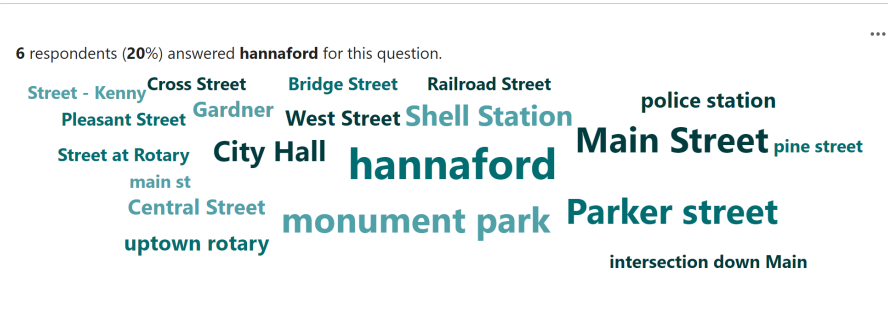 6 respondents (20%) answered hannaford for this question.
Cross Street
Bridge Street
Railroad Street
Street - Kenny
police station
Gardner
Shell Station
Pleasant Street
West Street
Main Street
pine street
City Hall
Street at Rotary
hannaford
main st
Central Street
Parker street
monument park
uptown rotary
intersection down Main